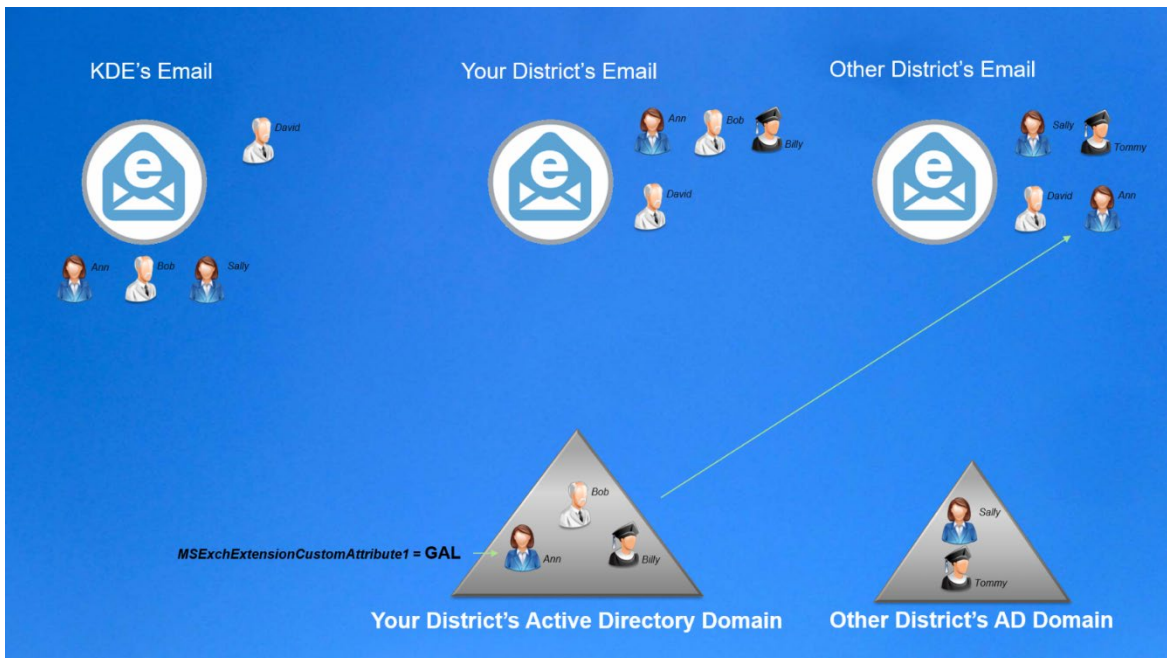 KDE's Email
Your District's Email
Other District's Email
David
Ann
Bob
Billy
Sally
Tommy
e
e
e
David
David
Ann
Ann
Bob
Sally
Bob
Sally
MSExchExtensionCustomAttribute1 = GAL
Ann
Billy
Tommy
Your District's Active Directory Domain
Other District's AD Domain